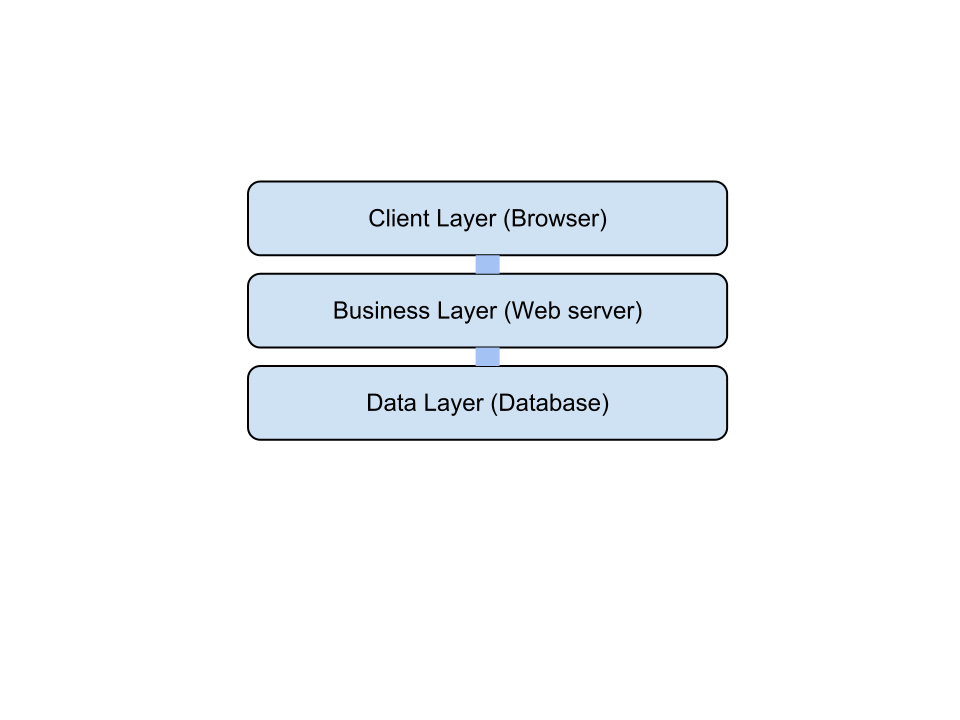 Client Layer (Browser)
Business Layer (Web server)
Data Layer (Database)